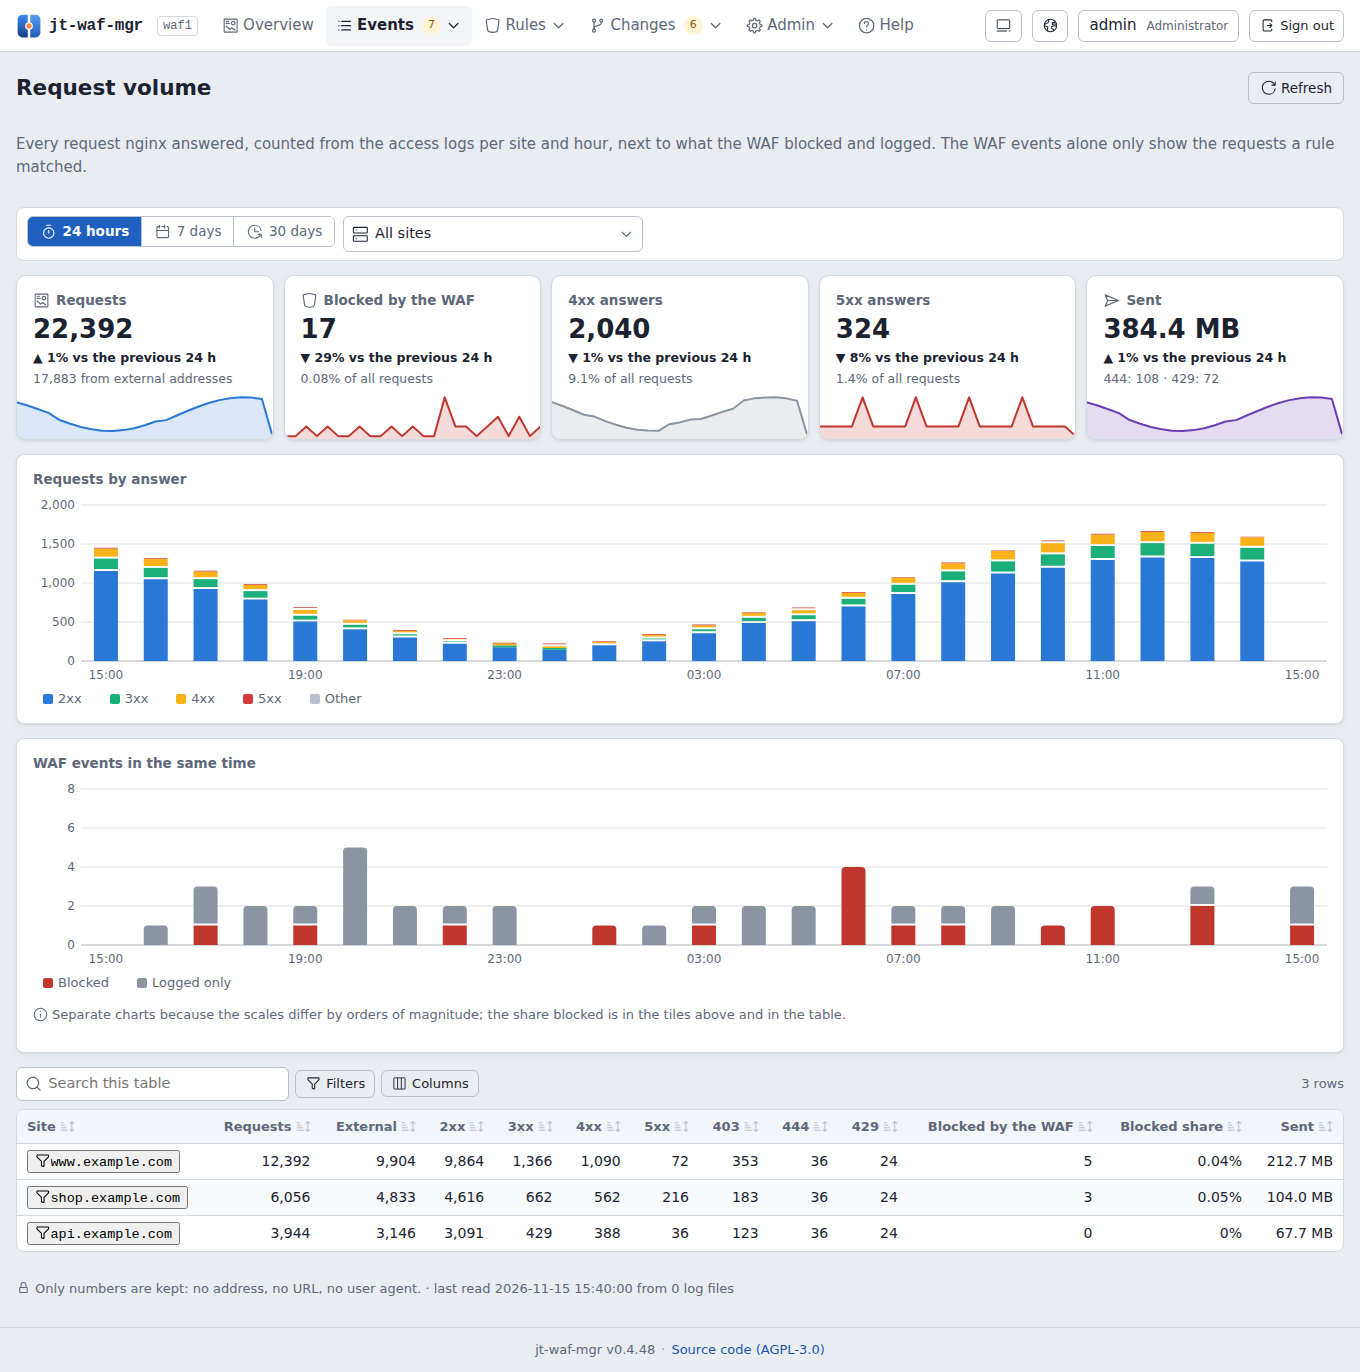 jt-waf-mgr waf1 Overview Events 7 Rules Changes 6 Admin Help admin Administrator Sign out
Request volume
Refresh
Every request nginx answered, counted from the access logs per site and hour, next to what the WAF blocked and logged. The WAF events alone only show the requests a rule
matched.
24 hours 7 days 30 days All sites
Requests
22,392
▲ 1% vs the previous 24 h
17,883 from external addresses
Blocked by the WAF
17
▼ 29% vs the previous 24 h
0.08% of all requests
4xx answers
2,040
▼ 1% vs the previous 24 h
9.1% of all requests
5xx answers
324
▼ 8% vs the previous 24 h
1.4% of all requests
Sent
384.4 MB
▲ 1% vs the previous 24 h
444: 108 · 429: 72
Requests by answer
2,000
1,500
1,000
500
0
15:00 19:00 23:00 03:00 07:00 11:00 15:00
2xx 3xx 4xx 5xx Other
WAF events in the same time
8
6
4
2
0
15:00 19:00 23:00 03:00 07:00 11:00 15:00
Blocked Logged only
Separate charts because the scales differ by orders of magnitude; the share blocked is in the tiles above and in the table.
Search this table Filters Columns 3 rows
Site Requests External 2xx 3xx 4xx 5xx 403 444 429 Blocked by the WAF Blocked share Sent
www.example.com 12,392 9,904 9,864 1,366 1,090 72 353 36 24 5 0.04% 212.7 MB
shop.example.com 6,056 4,833 4,616 662 562 216 183 36 24 3 0.05% 104.0 MB
api.example.com 3,944 3,146 3,091 429 388 36 123 36 24 0 0% 67.7 MB
Only numbers are kept: no address, no URL, no user agent. · last read 2026-11-15 15:40:00 from 0 log files
jt-waf-mgr v0.4.48 · Source code (AGPL-3.0)